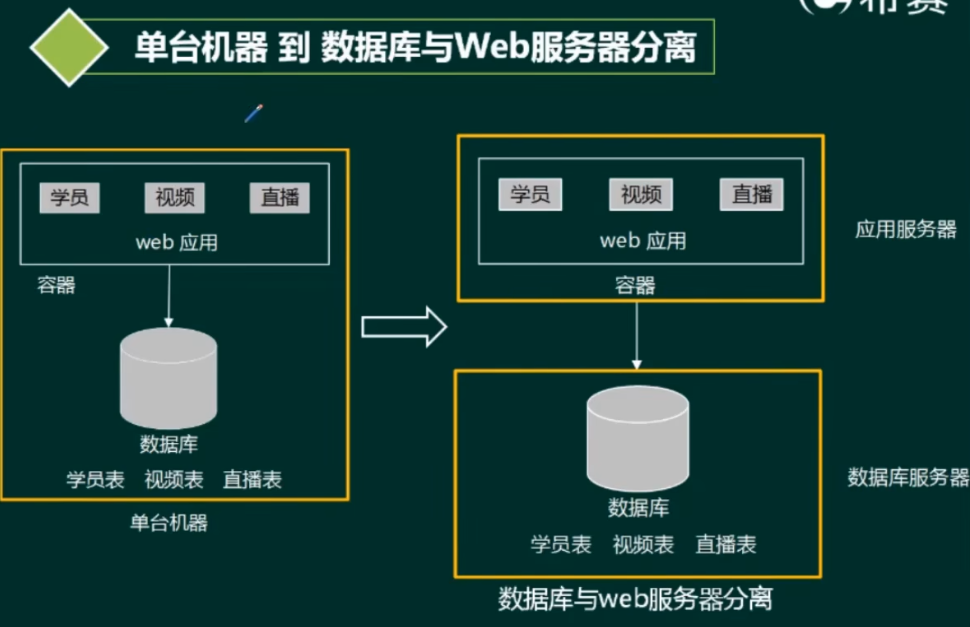 单台机器 到 数据库与Web服务器分离
学员 视频 直播
web 应用
容器
数据库
学员表 视频表 直播表
单台机器
学员 视频 直播
web 应用
容器
应用服务器
数据库
学员表 视频表 直播表
数据库服务器
数据库与web服务器分离